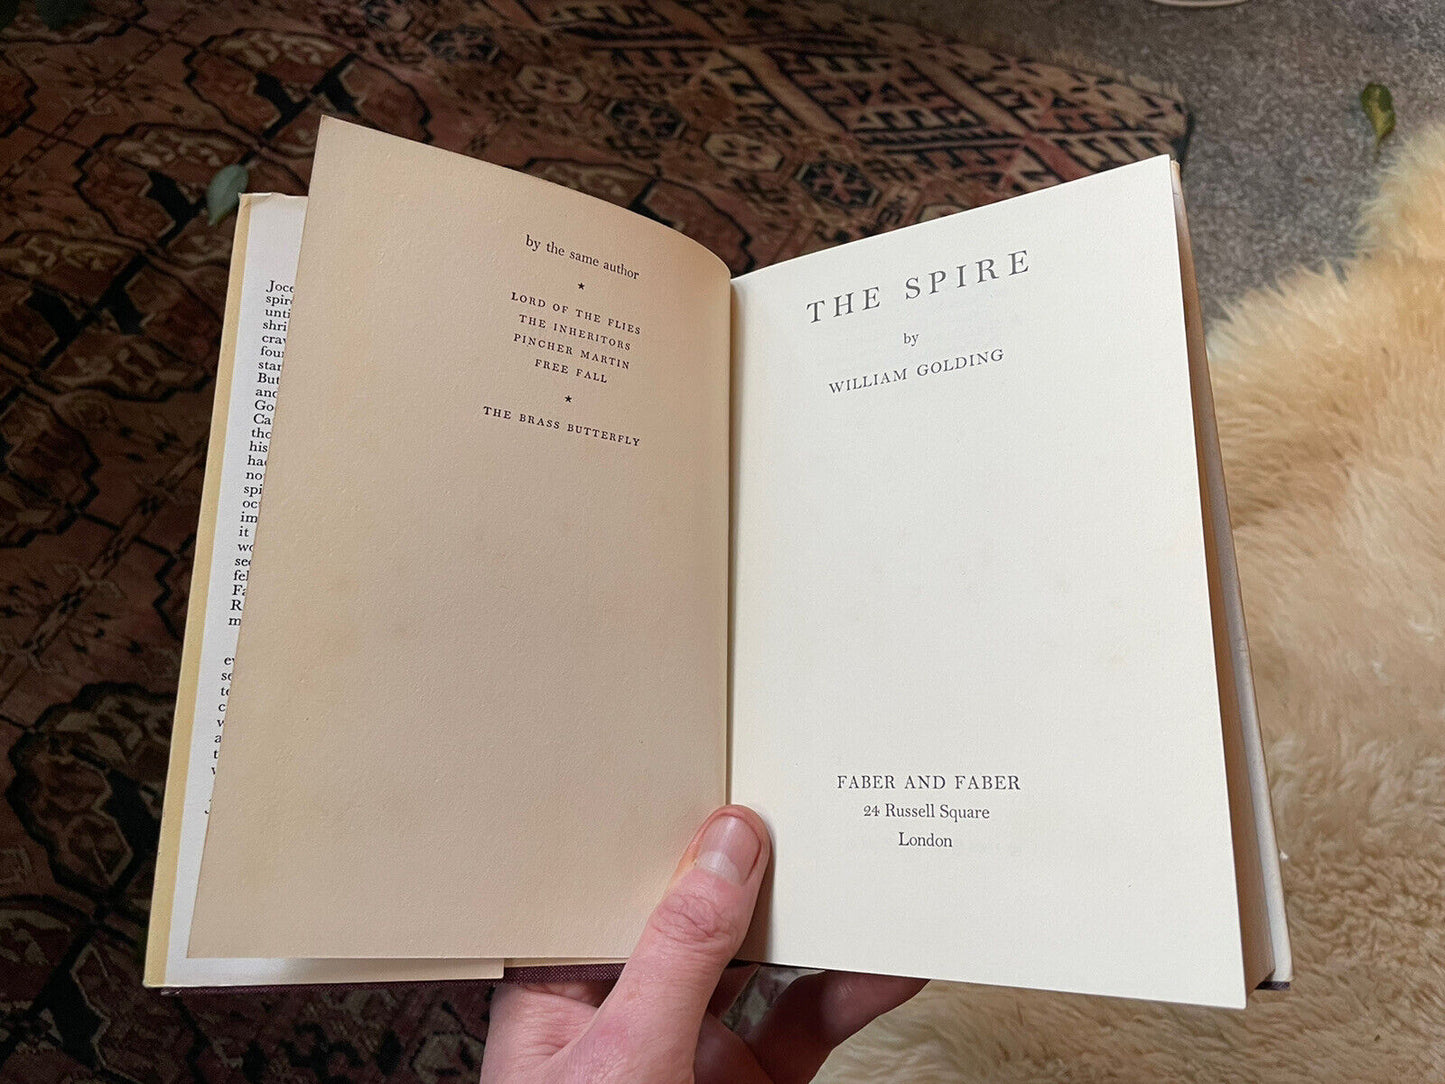 by the same author
★
LORD OF THE FLIES
THE INHERITORS
PINCHER MARTIN
FREE FALL
★
THE BRASS BUTTERFLY
THE SPIRE
by
WILLIAM GOLDING
FABER AND FABER
24 Russell Square
London